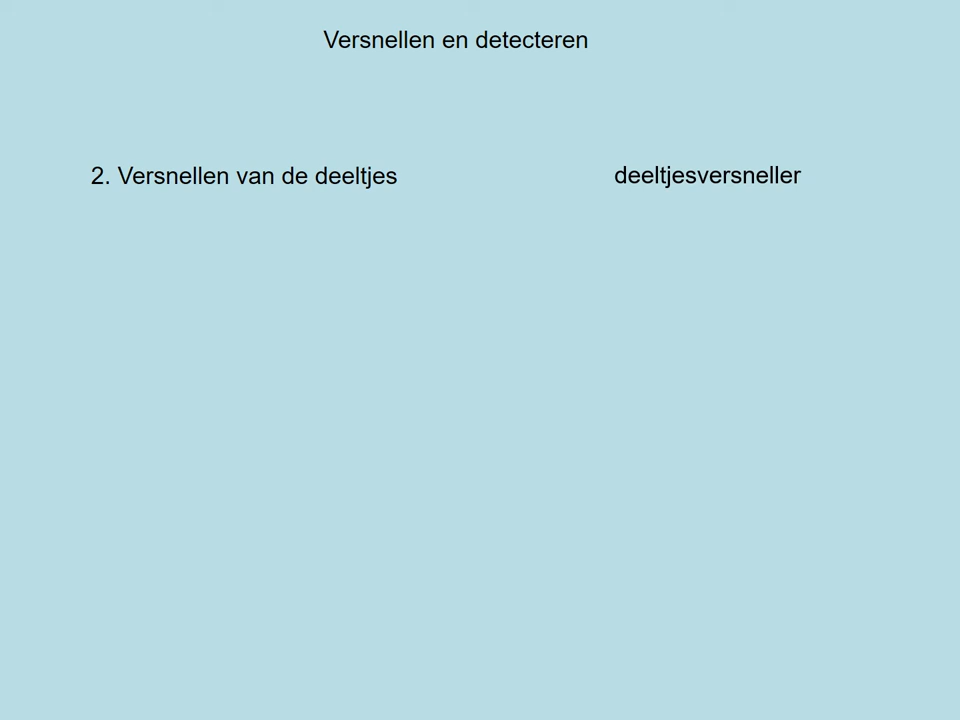 Versnellen en detecteren
2. Versnellen van de deeltjes
deeltjesversneller